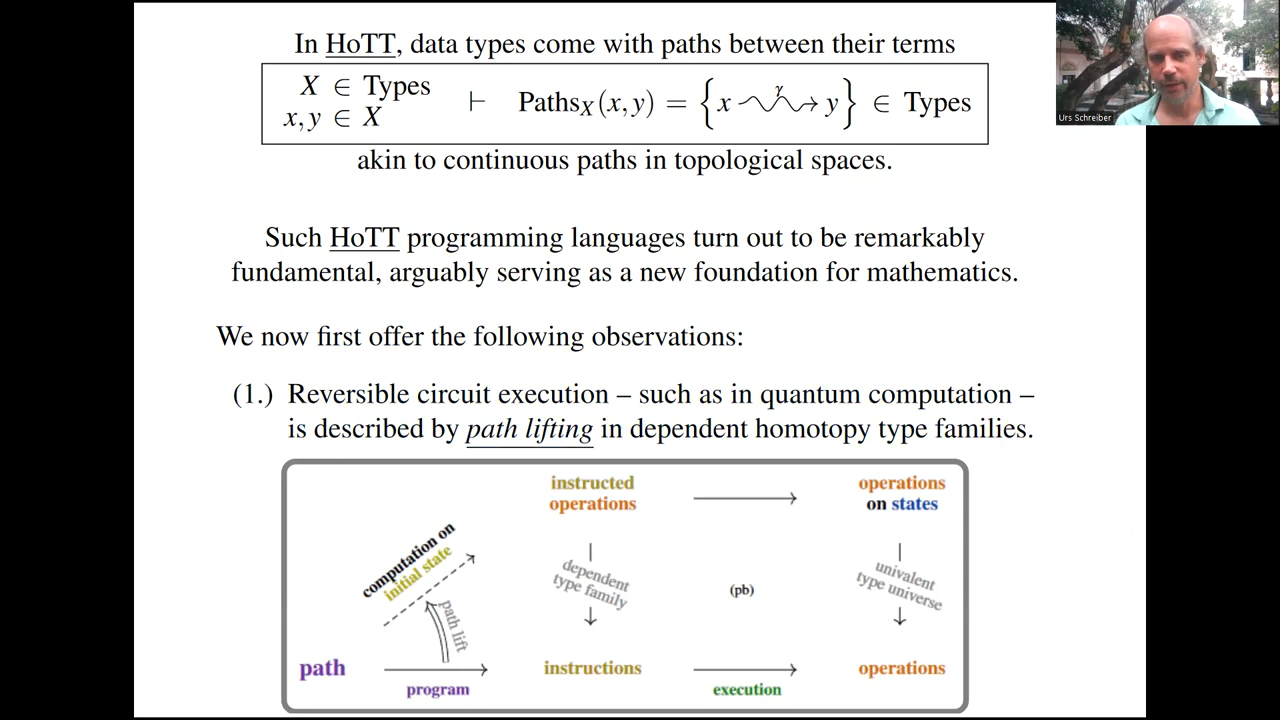 In HoTT, data types come with paths between their terms
X ∈ Types
x, y ∈ X
⊢ Paths_X(x, y) = { x ⇝ γ y } ∈ Types
akin to continuous paths in topological spaces.
Urs Schreiber
Such HoTT programming languages turn out to be remarkably
fundamental, arguably serving as a new foundation for mathematics.
We now first offer the following observations:
(1.) Reversible circuit execution – such as in quantum computation –
is described by path lifting in dependent homotopy type families.
instructed
operations
operations
on states
computation on
initial state
path lift
dependent
type family
(pb)
univalent
type universe
path
program
instructions
execution
operations